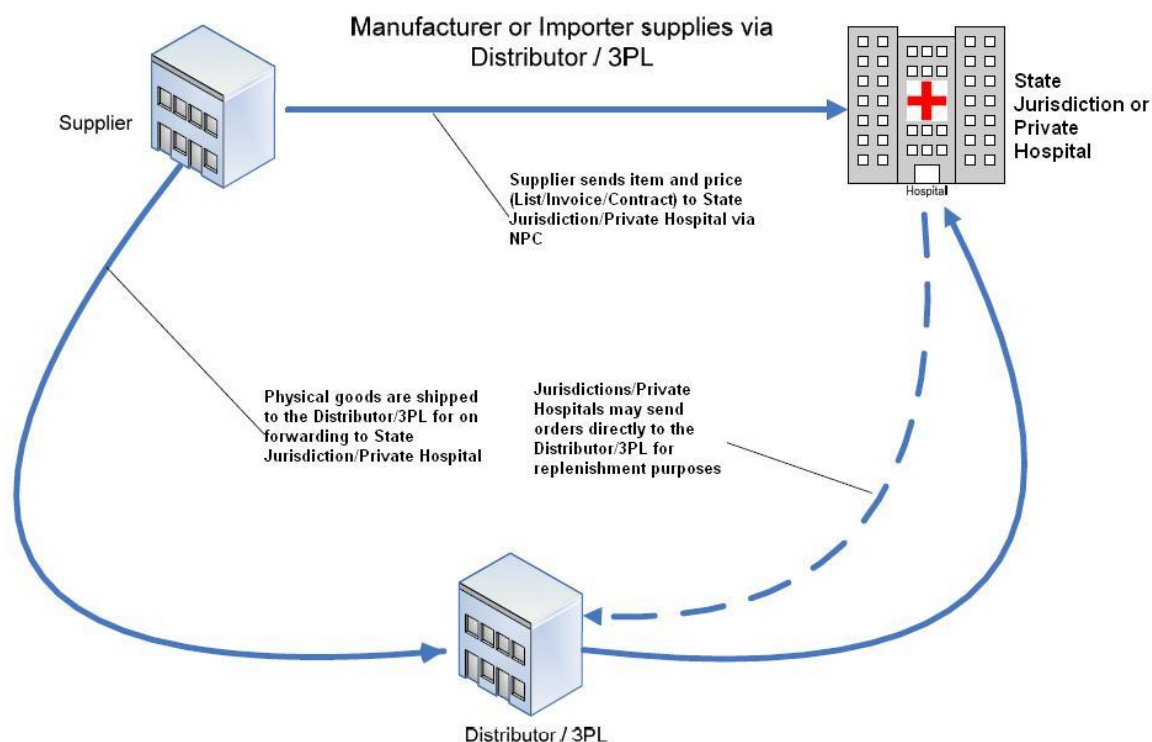 Manufacturer or Importer supplies via
Distributor / 3PL
Supplier
State
Jurisdiction or
Private
Hospital
Hospital
Supplier sends item and price
(List/Invoice/Contract) to State
Jurisdiction/Private Hospital via
NPC
Physical goods are shipped
to the Distributor/3PL for on
forwarding to State
Jurisdiction/Private Hospital
Jurisdictions/Private
Hospitals may send
orders directly to the
Distributor/3PL for
replenishment purposes
Distributor / 3PL